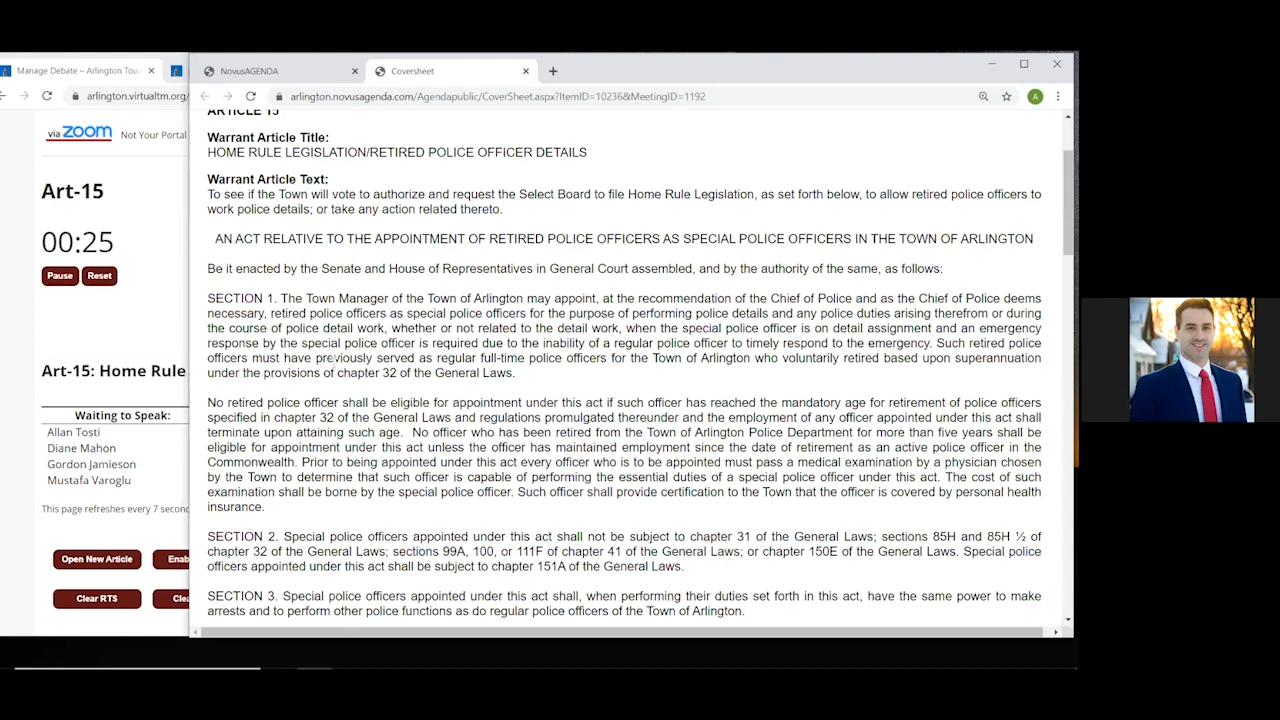 Manage Debate – Arlington Tow
NovusAGENDA
Coversheet
arlington.virtualtm.org/
arlington.novusagenda.com/Agendapublic/CoverSheet.aspx?ItemID=10236&MeetingID=1192
A
via zoom Not Your Portal
Art-15
00:25
Pause Reset
Art-15: Home Rule
Waiting to Speak:
Allan Tosti
Diane Mahon
Gordon Jamieson
Mustafa Varoglu
This page refreshes every 7 second
Open New Article Enab
Clear RTS Clea
ARTICLE 15
Warrant Article Title:
HOME RULE LEGISLATION/RETIRED POLICE OFFICER DETAILS
Warrant Article Text:
To see if the Town will vote to authorize and request the Select Board to file Home Rule Legislation, as set forth below, to allow retired police officers to
work police details; or take any action related thereto.
AN ACT RELATIVE TO THE APPOINTMENT OF RETIRED POLICE OFFICERS AS SPECIAL POLICE OFFICERS IN THE TOWN OF ARLINGTON
Be it enacted by the Senate and House of Representatives in General Court assembled, and by the authority of the same, as follows:
SECTION 1. The Town Manager of the Town of Arlington may appoint, at the recommendation of the Chief of Police and as the Chief of Police deems
necessary, retired police officers as special police officers for the purpose of performing police details and any police duties arising therefrom or during
the course of police detail work, whether or not related to the detail work, when the special police officer is on detail assignment and an emergency
response by the special police officer is required due to the inability of a regular police officer to timely respond to the emergency. Such retired police
officers must have previously served as regular full-time police officers for the Town of Arlington who voluntarily retired based upon superannuation
under the provisions of chapter 32 of the General Laws.
No retired police officer shall be eligible for appointment under this act if such officer has reached the mandatory age for retirement of police officers
specified in chapter 32 of the General Laws and regulations promulgated thereunder and the employment of any officer appointed under this act shall
terminate upon attaining such age. No officer who has been retired from the Town of Arlington Police Department for more than five years shall be
eligible for appointment under this act unless the officer has maintained employment since the date of retirement as an active police officer in the
Commonwealth. Prior to being appointed under this act every officer who is to be appointed must pass a medical examination by a physician chosen
by the Town to determine that such officer is capable of performing the essential duties of a special police officer under this act. The cost of such
examination shall be borne by the special police officer. Such officer shall provide certification to the Town that the officer is covered by personal health
insurance.
SECTION 2. Special police officers appointed under this act shall not be subject to chapter 31 of the General Laws; sections 85H and 85H ½ of
chapter 32 of the General Laws; sections 99A, 100, or 111F of chapter 41 of the General Laws; or chapter 150E of the General Laws. Special police
officers appointed under this act shall be subject to chapter 151A of the General Laws.
SECTION 3. Special police officers appointed under this act shall, when performing their duties set forth in this act, have the same power to make
arrests and to perform other police functions as do regular police officers of the Town of Arlington.